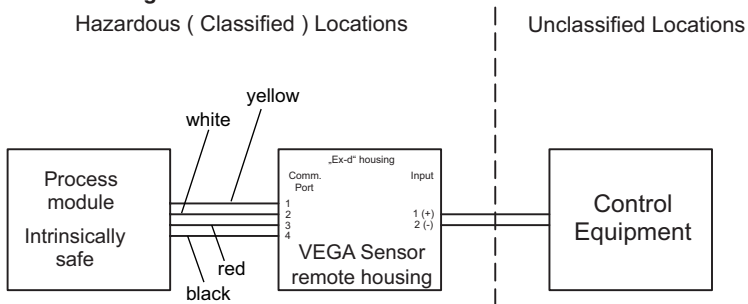 Hazardous ( Classified ) Locations
Unclassified Locations
yellow
white
Process
module
Intrinsically
safe
„Ex-d“ housing
Comm.
Port
Input
1
2
3
4
1 (+)
2 (-)
VEGA Sensor
remote housing
Control
Equipment
red
black